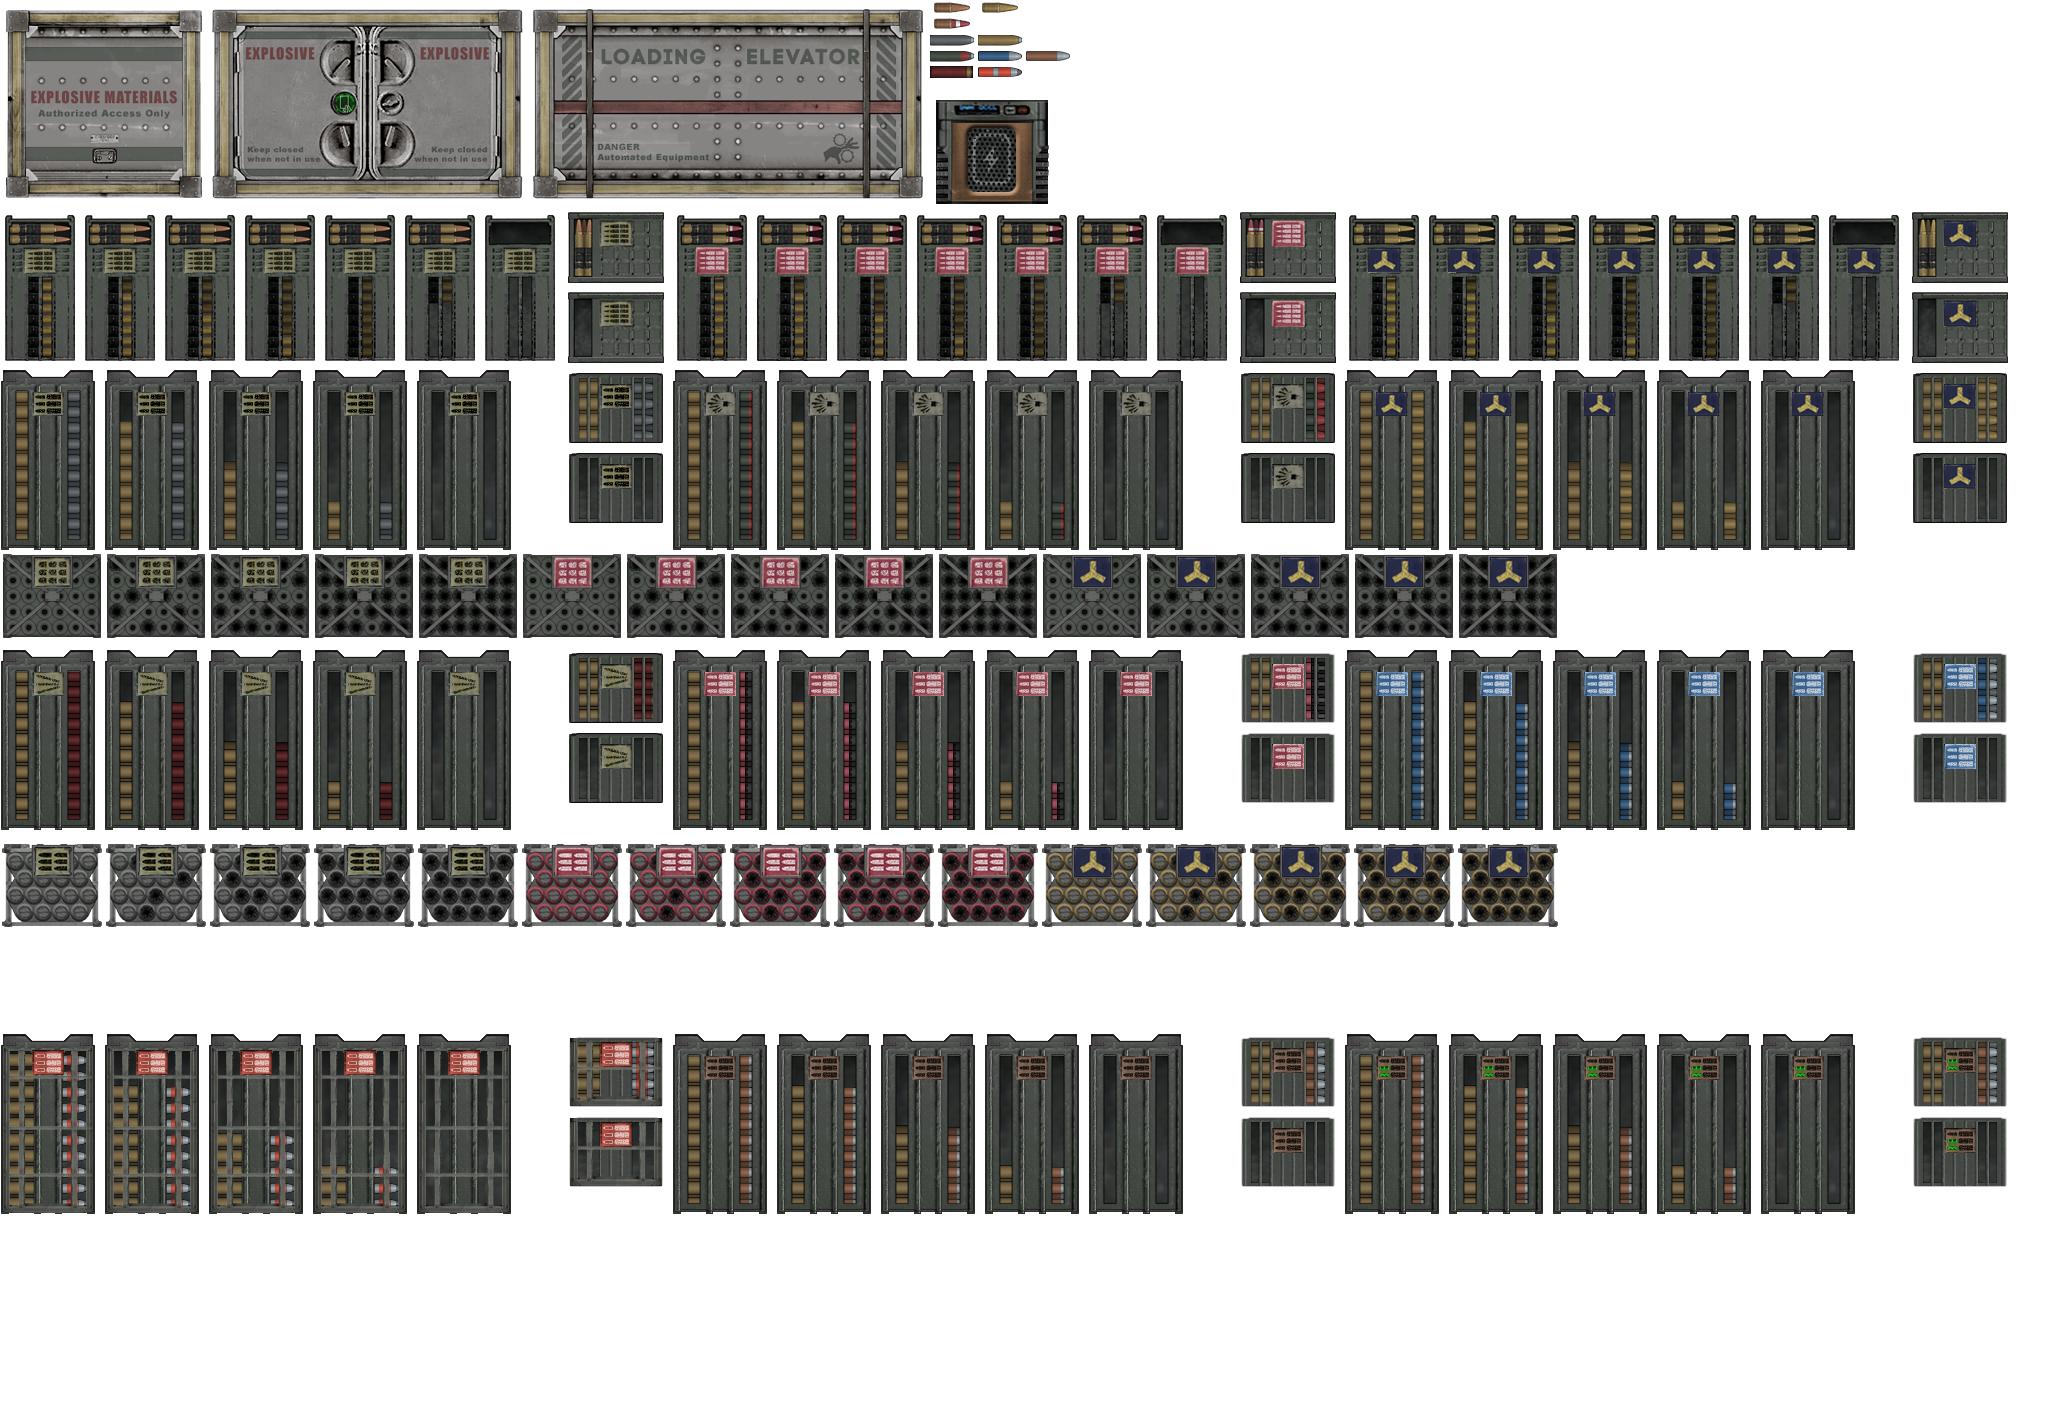 EXPLOSIVE MATERIALS
Authorized Access Only
EXPLOSIVE
EXPLOSIVE
Keep closed
when not in use
Keep closed
when not in use
LOADING ELEVATOR
DANGER
Automated Equipment